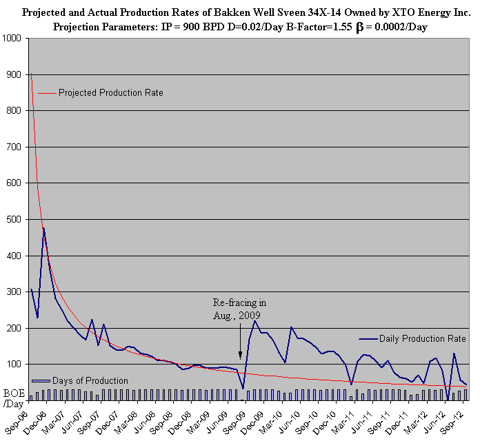 Projected and Actual Production Rates of Bakken Well Sveen 34X-14 Owned by XTO Energy Inc.
Projection Parameters: IP = 900 BPD D=0.02/Day B-Factor=1.55 β = 0.0002/Day
1000
900
800
700
600
500
400
300
200
100
BOE
/Day
Projected Production Rate
Re-fracing in
Aug., 2009
Daily Production Rate
Days of Production
Sep-06
Dec-06
Mar-07
Jun-07
Sep-07
Dec-07
Mar-08
Jun-08
Sep-08
Dec-08
Mar-09
Jun-09
Sep-09
Dec-09
Mar-10
Jun-10
Sep-10
Dec-10
Mar-11
Jun-11
Sep-11
Dec-11
Mar-12
Jun-12
Sep-12